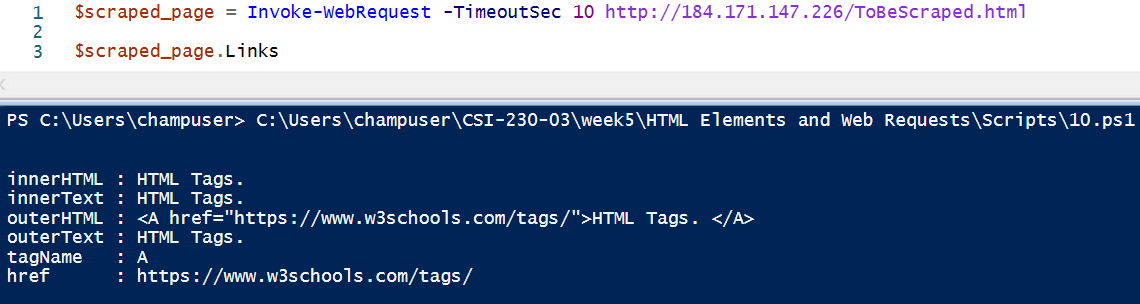 1 $scraped_page = Invoke-WebRequest -TimeoutSec 10 http://184.171.147.226/ToBeScraped.html
2
3 $scraped_page.Links
PS C:\Users\champuser> C:\Users\champuser\CSI-230-03\week5\HTML Elements and Web Requests\Scripts\10.ps1
innerHTML : HTML Tags.
innerText : HTML Tags.
outerHTML : <A href="https://www.w3schools.com/tags/">HTML Tags. </A>
outerText : HTML Tags.
tagName : A
href : https://www.w3schools.com/tags/